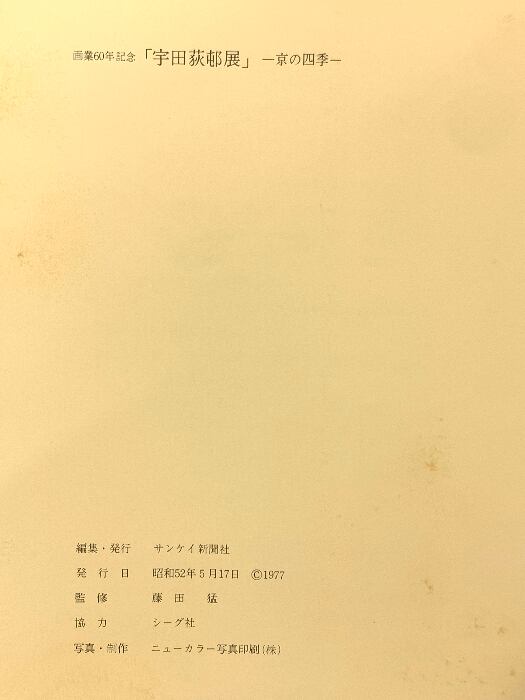 画業60年記念「宇田荻邨展」―京の四季―
編集・発行 サンケイ新聞社
発行日 昭和52年5月17日 ©1977
監修 藤田 猛
協力 シーグ社
写真・制作 ニューカラー写真印刷(株)